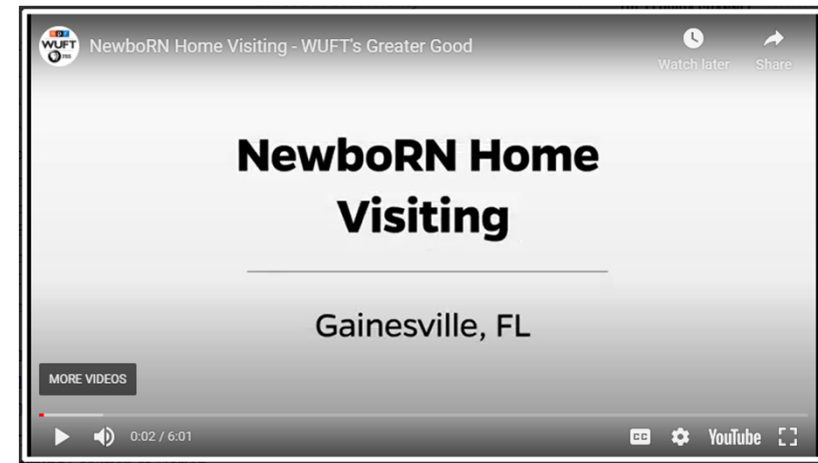 WUFT
PBS
NewboRN Home Visiting - WUFT's Greater Good
Watch later
Share
NewboRN Home
Visiting
Gainesville, FL
MORE VIDEOS
0:02 / 6:01
CC
YouTube